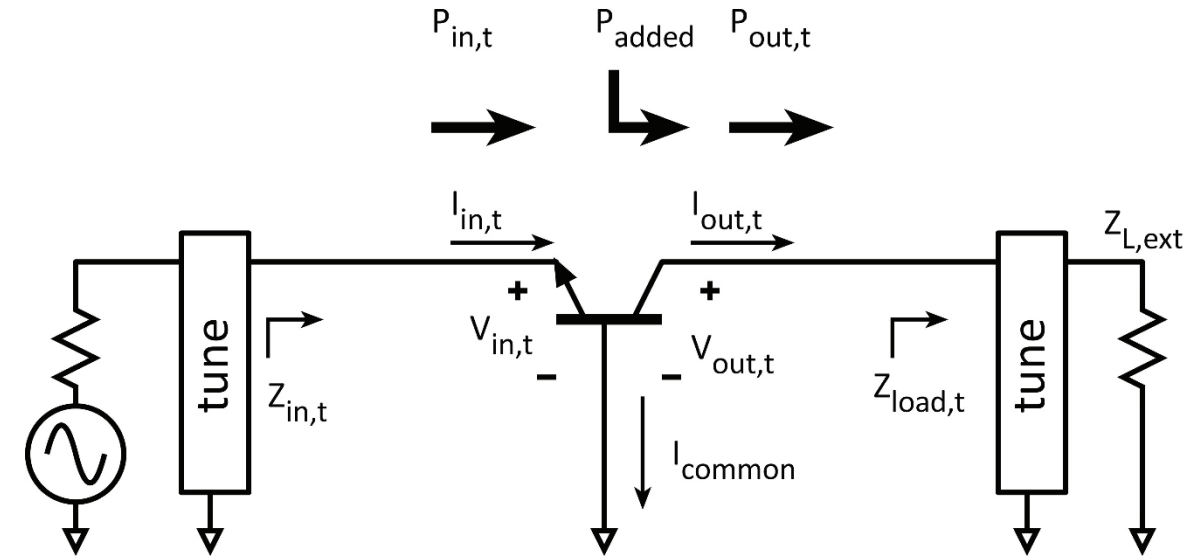 P_in,t
P_added
P_out,t
I_in,t
I_out,t
Z_L,ext
+
+
V_in,t
V_out,t
−
−
tune
tune
Z_in,t
Z_load,t
I_common